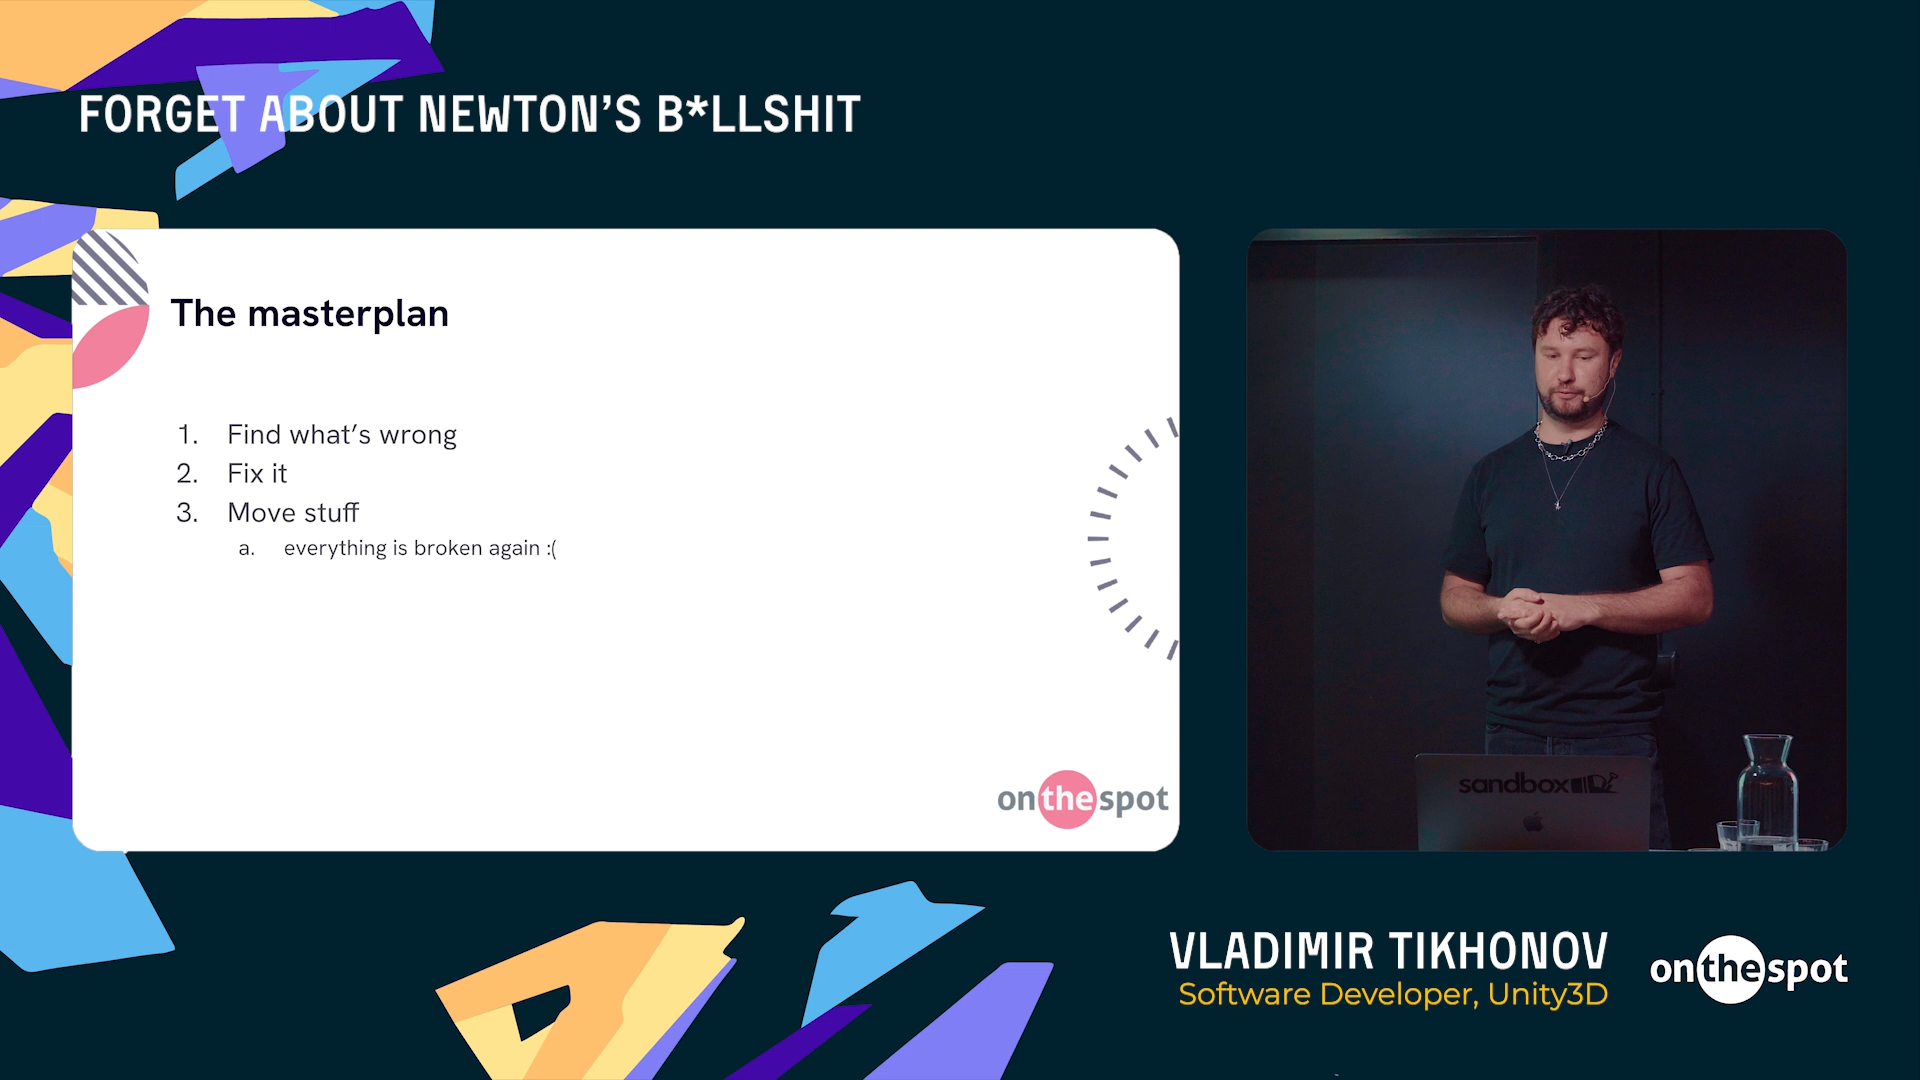 FORGET ABOUT NEWTON’S B*LLSHIT
The masterplan
1. Find what’s wrong
2. Fix it
3. Move stuff
a. everything is broken again :(
onthespot
sandbox
VLADIMIR TIKHONOV
Software Developer, Unity3D
onthespot